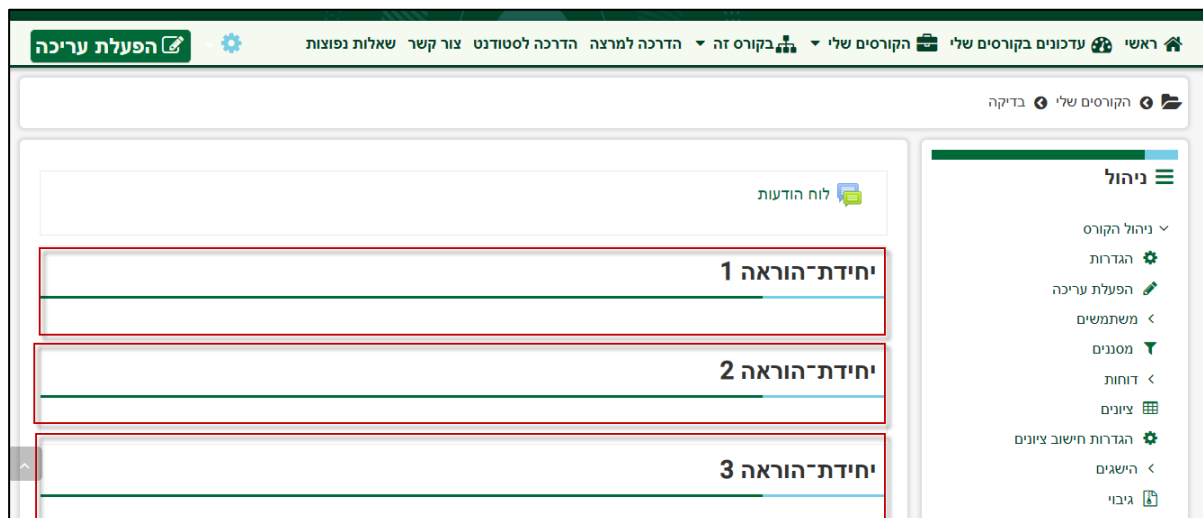 ראשי עדכונים בקורסים שלי הקורסים שלי בקורס זה הדרכה למרצה הדרכה לסטודנט צור קשר שאלות נפוצות הפעלת עריכה
הקורסים שלי בדיקה
ניהול
ניהול הקורס
הגדרות
הפעלת עריכה
משתמשים
מסננים
דוחות
ציונים
הגדרות חישוב ציונים
הישגים
גיבוי
לוח הודעות
יחידת־הוראה 1
יחידת־הוראה 2
יחידת־הוראה 3